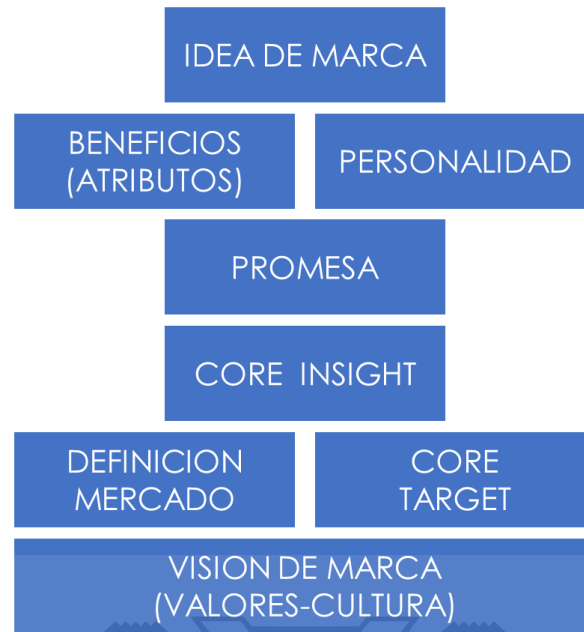 IDEA DE MARCA
BENEFICIOS
(ATRIBUTOS)
PERSONALIDAD
PROMESA
CORE INSIGHT
DEFINICION
MERCADO
CORE
TARGET
VISION DE MARCA
(VALORES-CULTURA)